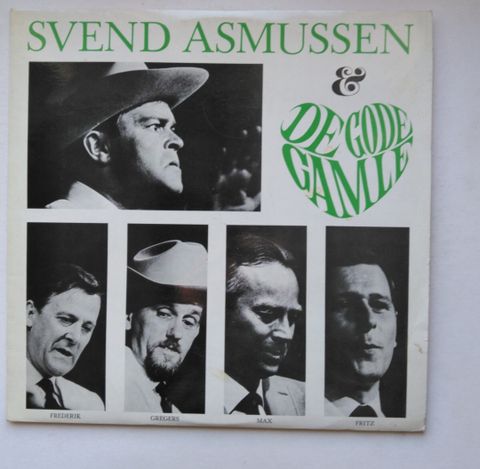 SVEND ASMUSSEN
&
DE GODE
GAMLE
FREDERIK
GREGERS
MAX
FRITZ